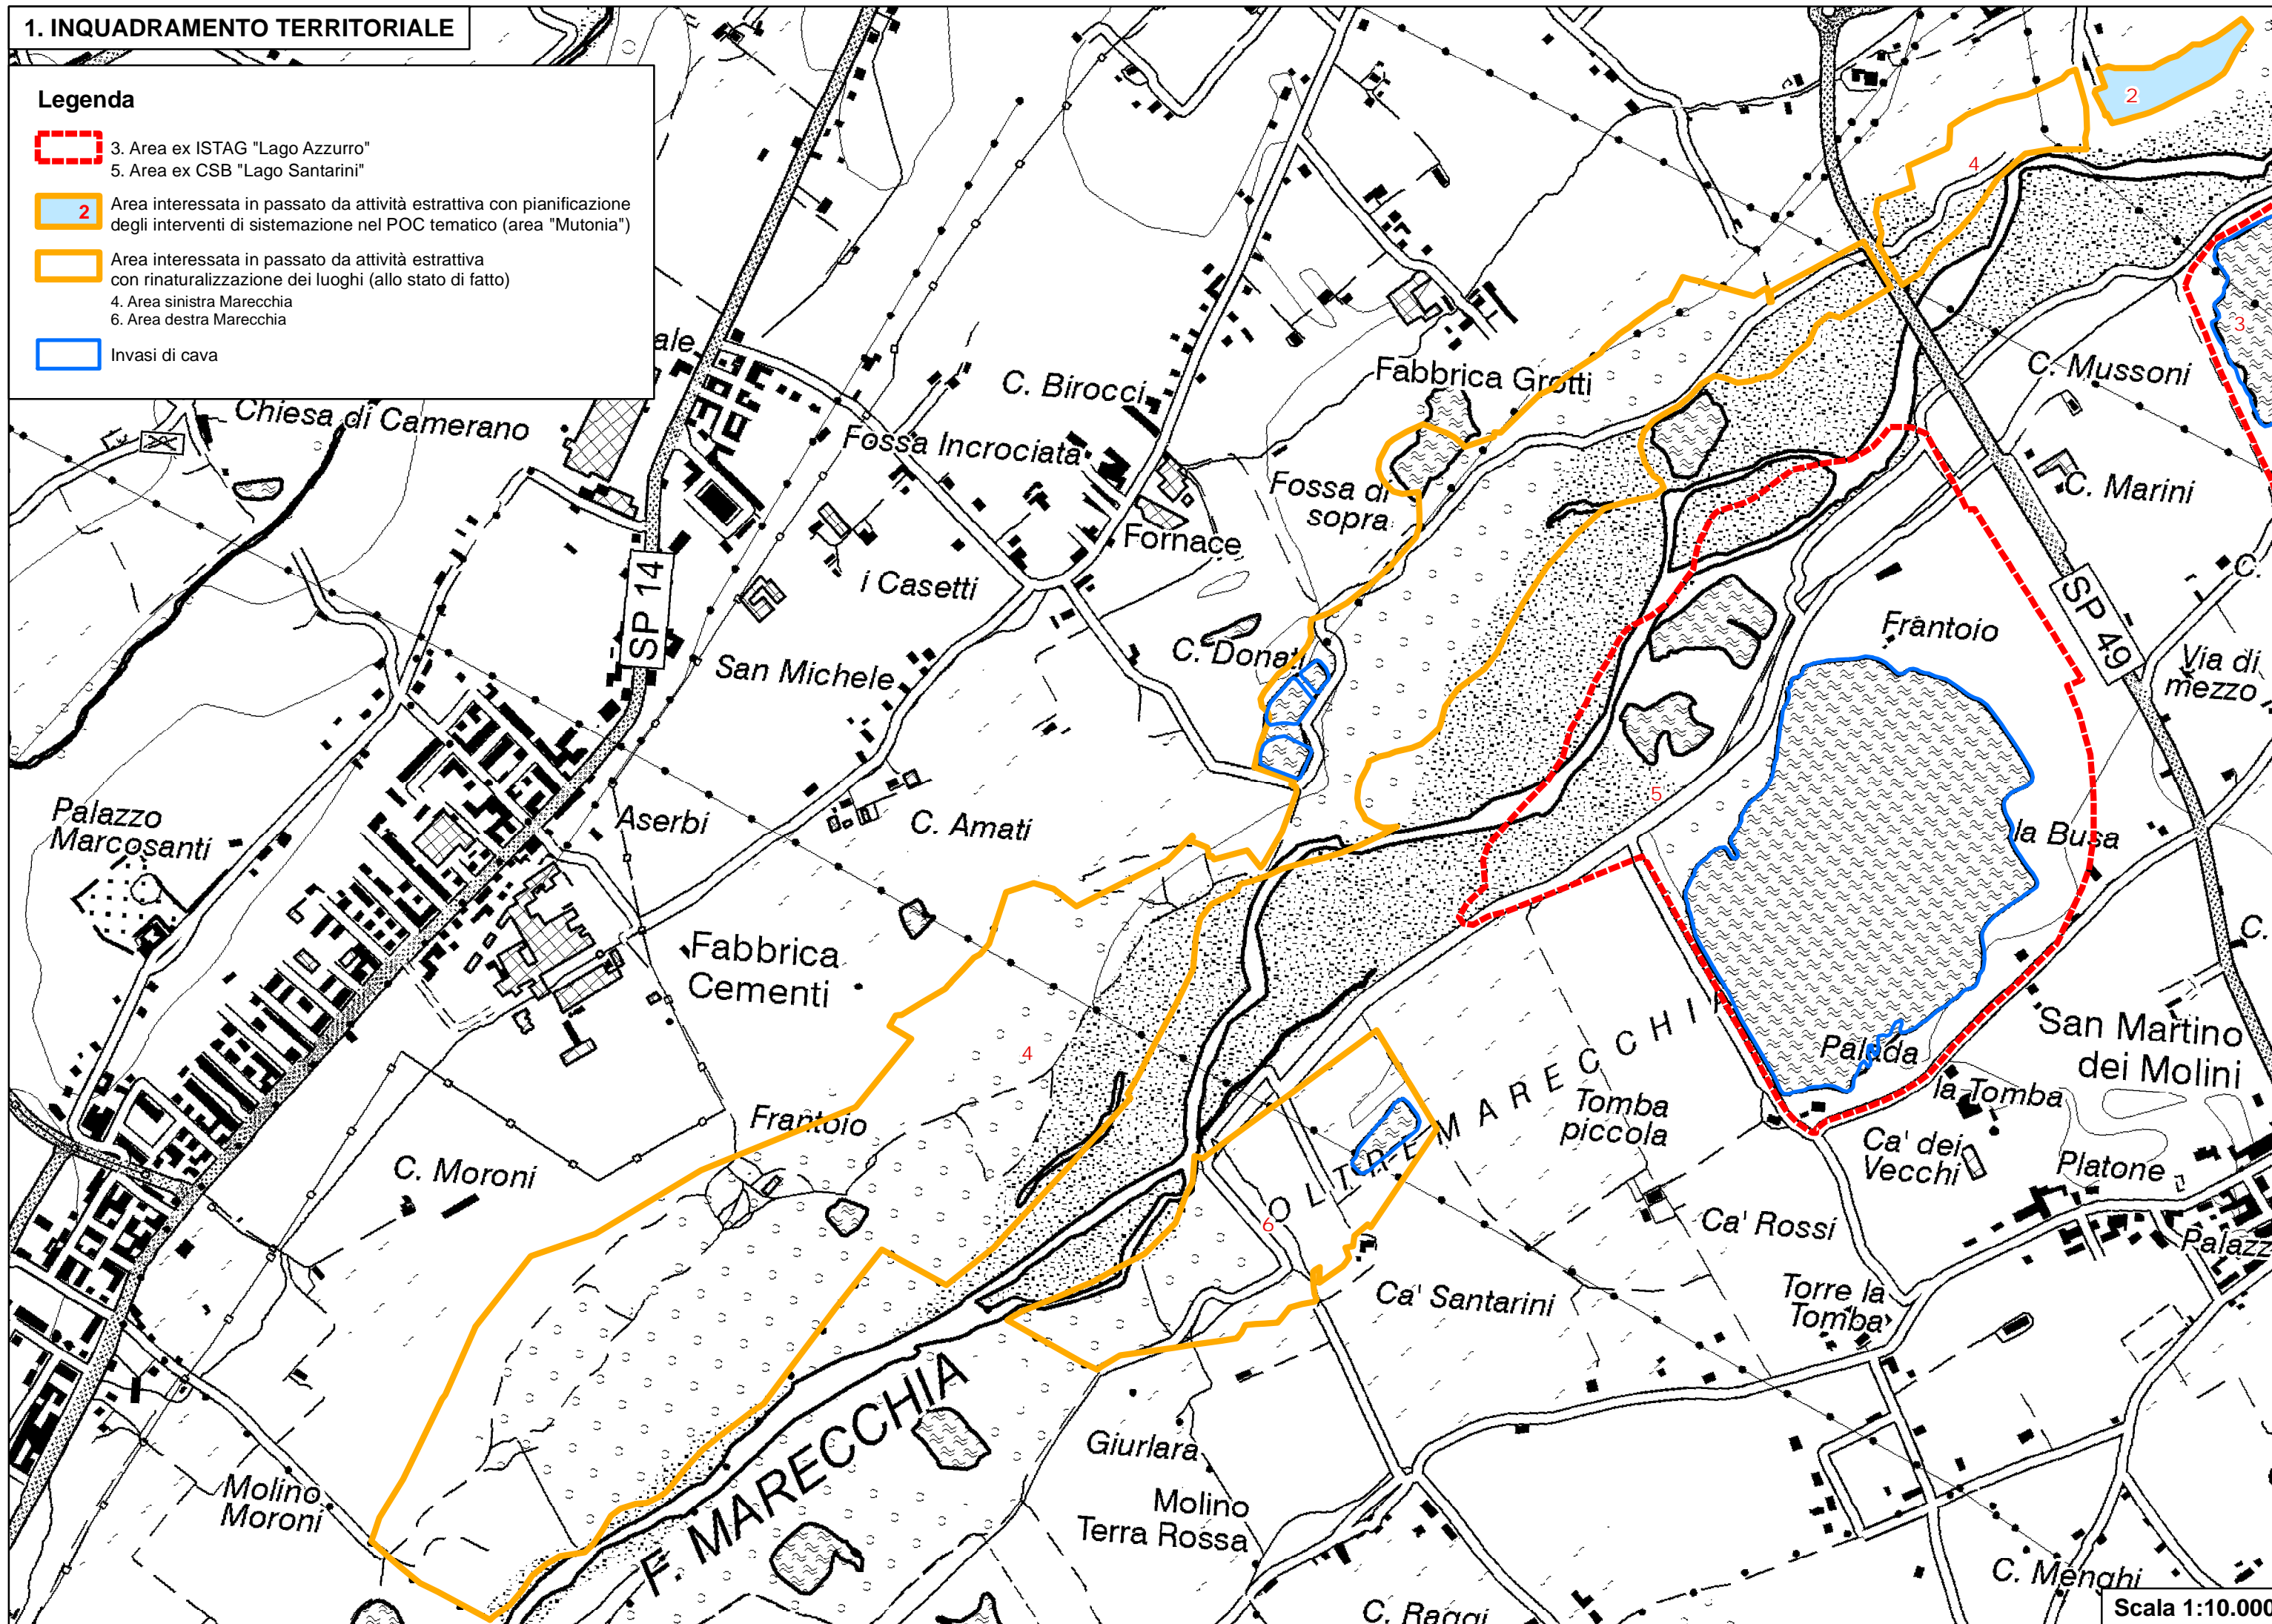 1. INQUADRAMENTO TERRITORIALE
Legenda
3. Area ex ISTAG "Lago Azzurro"
5. Area ex CSB "Lago Santarini"
2
Area interessata in passato da attività estrattiva con pianificazione
degli interventi di sistemazione nel POC tematico (area "Mutonia")
Area interessata in passato da attività estrattiva
con rinaturalizzazione dei luoghi (allo stato di fatto)
4. Area sinistra Marecchia
6. Area destra Marecchia
Invasi di cava
2
4
3
ale
C. Birocci
Fabbrica Grotti
C. Mussoni
Chiesa di Camerano
Fossa Incrociata
Fossa di
sopra
C. Marini
Fornace
SP 14
i Casetti
C.
SP 49
Frantoio
San Michele
C. Donati
Via di
mezzo
5
Palazzo
Marcosanti
Aserbi
C. Amati
la Busa
Fabbrica
Cementi
C.
4
OLTREMARECCHIA
San Martino
dei Molini
Palada
la Tomba
Tomba
piccola
Frantoio
C. Moroni
Ca' dei
Vecchi
Platone
6
Ca' Rossi
Palazz
Ca' Santarini
Torre la
Tomba
F. MARECCHIA
Giurlara
Molino
Moroni
Molino
Terra Rossa
C. Menghi
C. Raggi
Scala 1:10.000